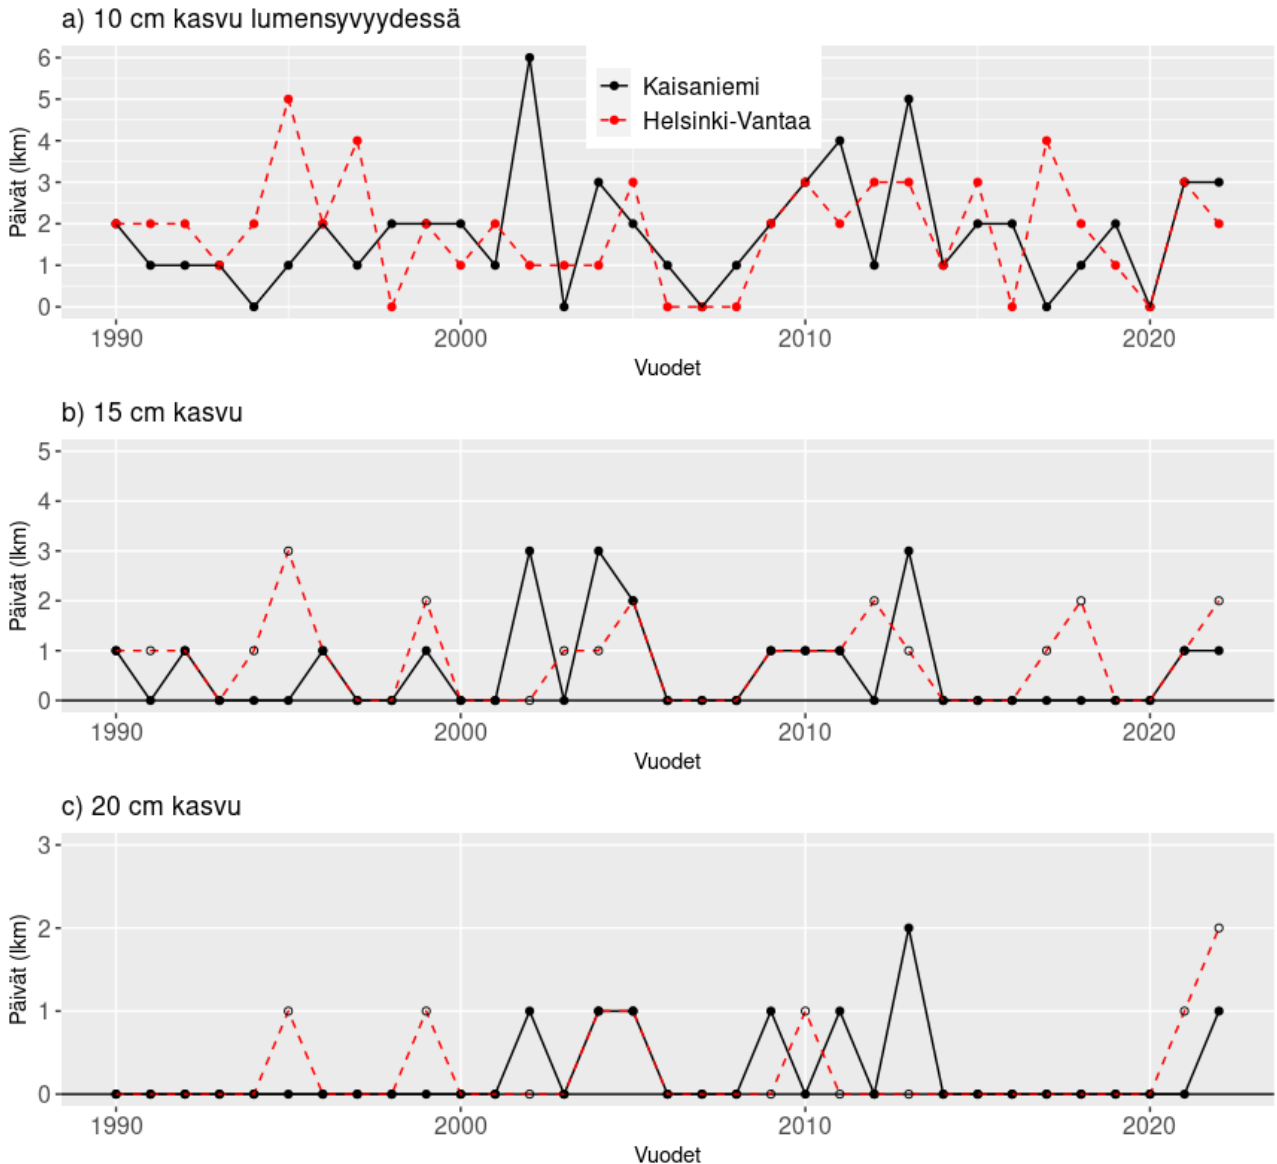 a) 10 cm kasvu lumensyvyydessä
Päivät (lkm)
6
5
4
3
2
1
0
Kaisaniemi
Helsinki-Vantaa
1990 2000 2010 2020
Vuodet
b) 15 cm kasvu
Päivät (lkm)
5
4
3
2
1
0
1990 2000 2010 2020
Vuodet
c) 20 cm kasvu
Päivät (lkm)
3
2
1
0
1990 2000 2010 2020
Vuodet